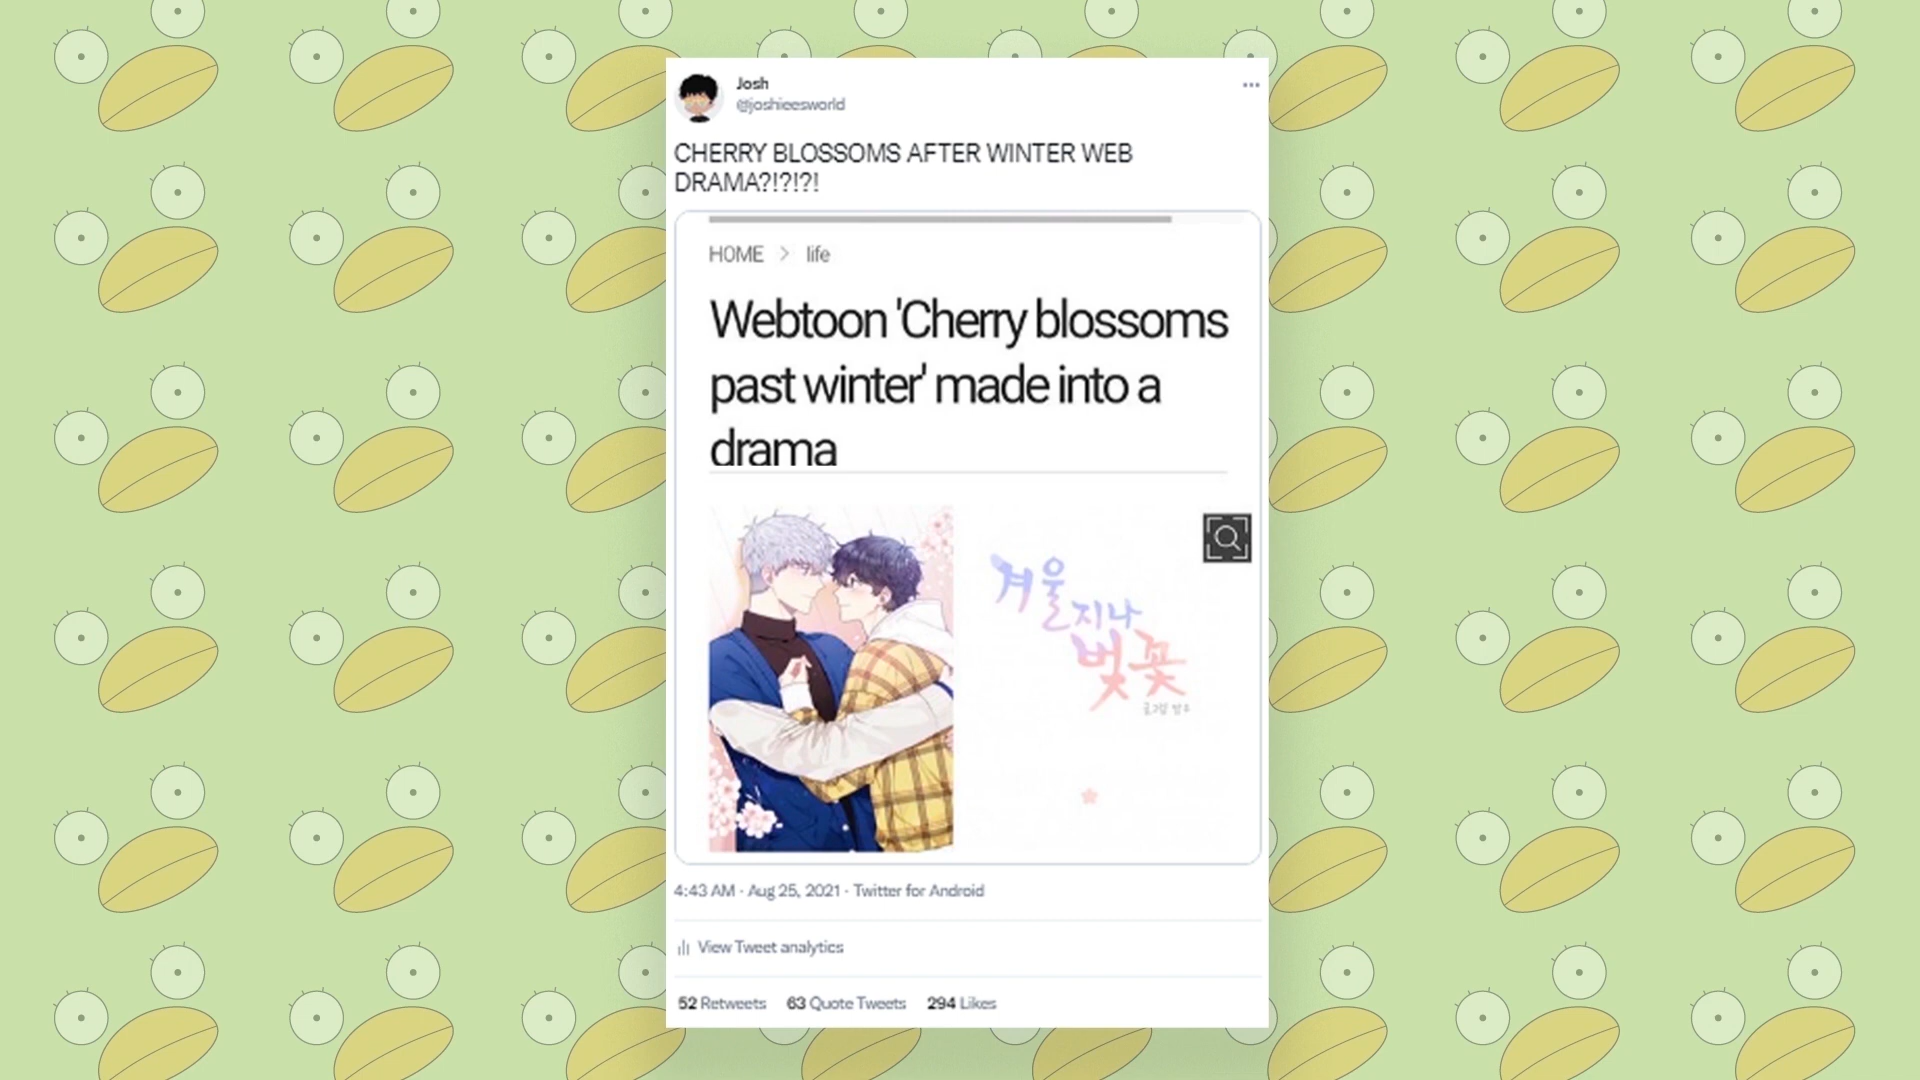 Josh
@joshieesworld
CHERRY BLOSSOMS AFTER WINTER WEB
DRAMA?!?!?!
HOME > life
Webtoon 'Cherry blossoms
past winter' made into a
drama
겨울
지나
벚꽃
4:43 AM · Aug 25, 2021 · Twitter for Android
View Tweet analytics
52 Retweets 63 Quote Tweets 294 Likes